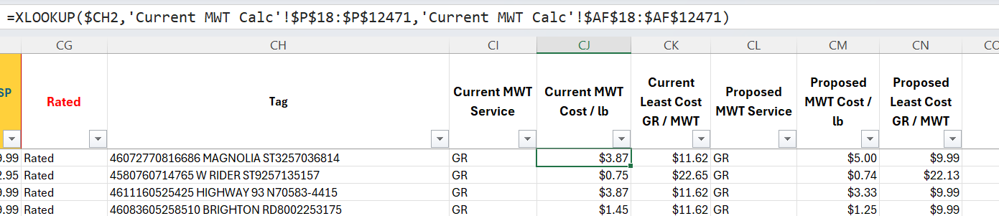 =XLOOKUP($CH2,'Current MWT Calc'!$P$18:$P$12471,'Current MWT Calc'!$AF$18:$AF$12471)
CG CH CI CJ CK CL CM CN CO
SP Rated Tag Current MWT Service Current MWT Cost / lb Current Least Cost GR / MWT Proposed MWT Service Proposed MWT Cost / lb Proposed Least Cost GR / MWT
9.99 Rated 46072770816686 MAGNOLIA ST3257036814 GR $3.87 $11.62 GR $5.00 $9.99
2.95 Rated 4580760714765 W RIDER ST9257135157 GR $0.75 $22.65 GR $0.74 $22.13
9.99 Rated 4611160525425 HIGHWAY 93 N70583-4415 GR $3.87 $11.62 GR $3.33 $9.99
9.99 Rated 46083605258510 BRIGHTON RD8002253175 GR $1.45 $11.62 GR $1.25 $9.99